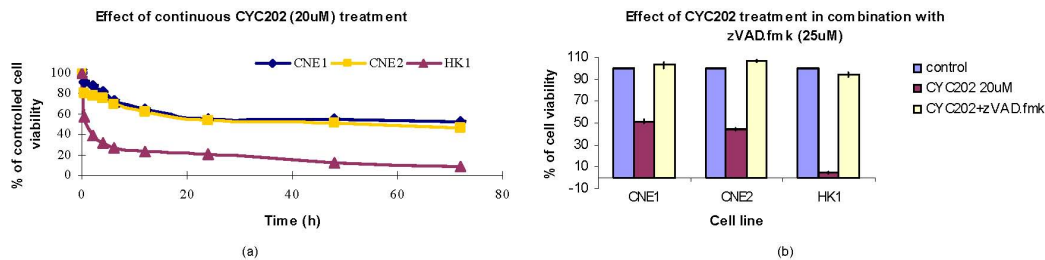 Effect of continuous CYC202 (20uM) treatment
CNE1 CNE2 HK1
% of controlled cell
viability
100
80
60
40
20
0
0 20 40 60 80
Time (h)
(a)
Effect of CYC202 treatment in combination with
zVAD.fmk (25uM)
% of cell viability
110
90
70
50
30
10
-10
CNE1 CNE2 HK1
Cell line
control
CYC202 20uM
CYC202+zVAD.fmk
(b)